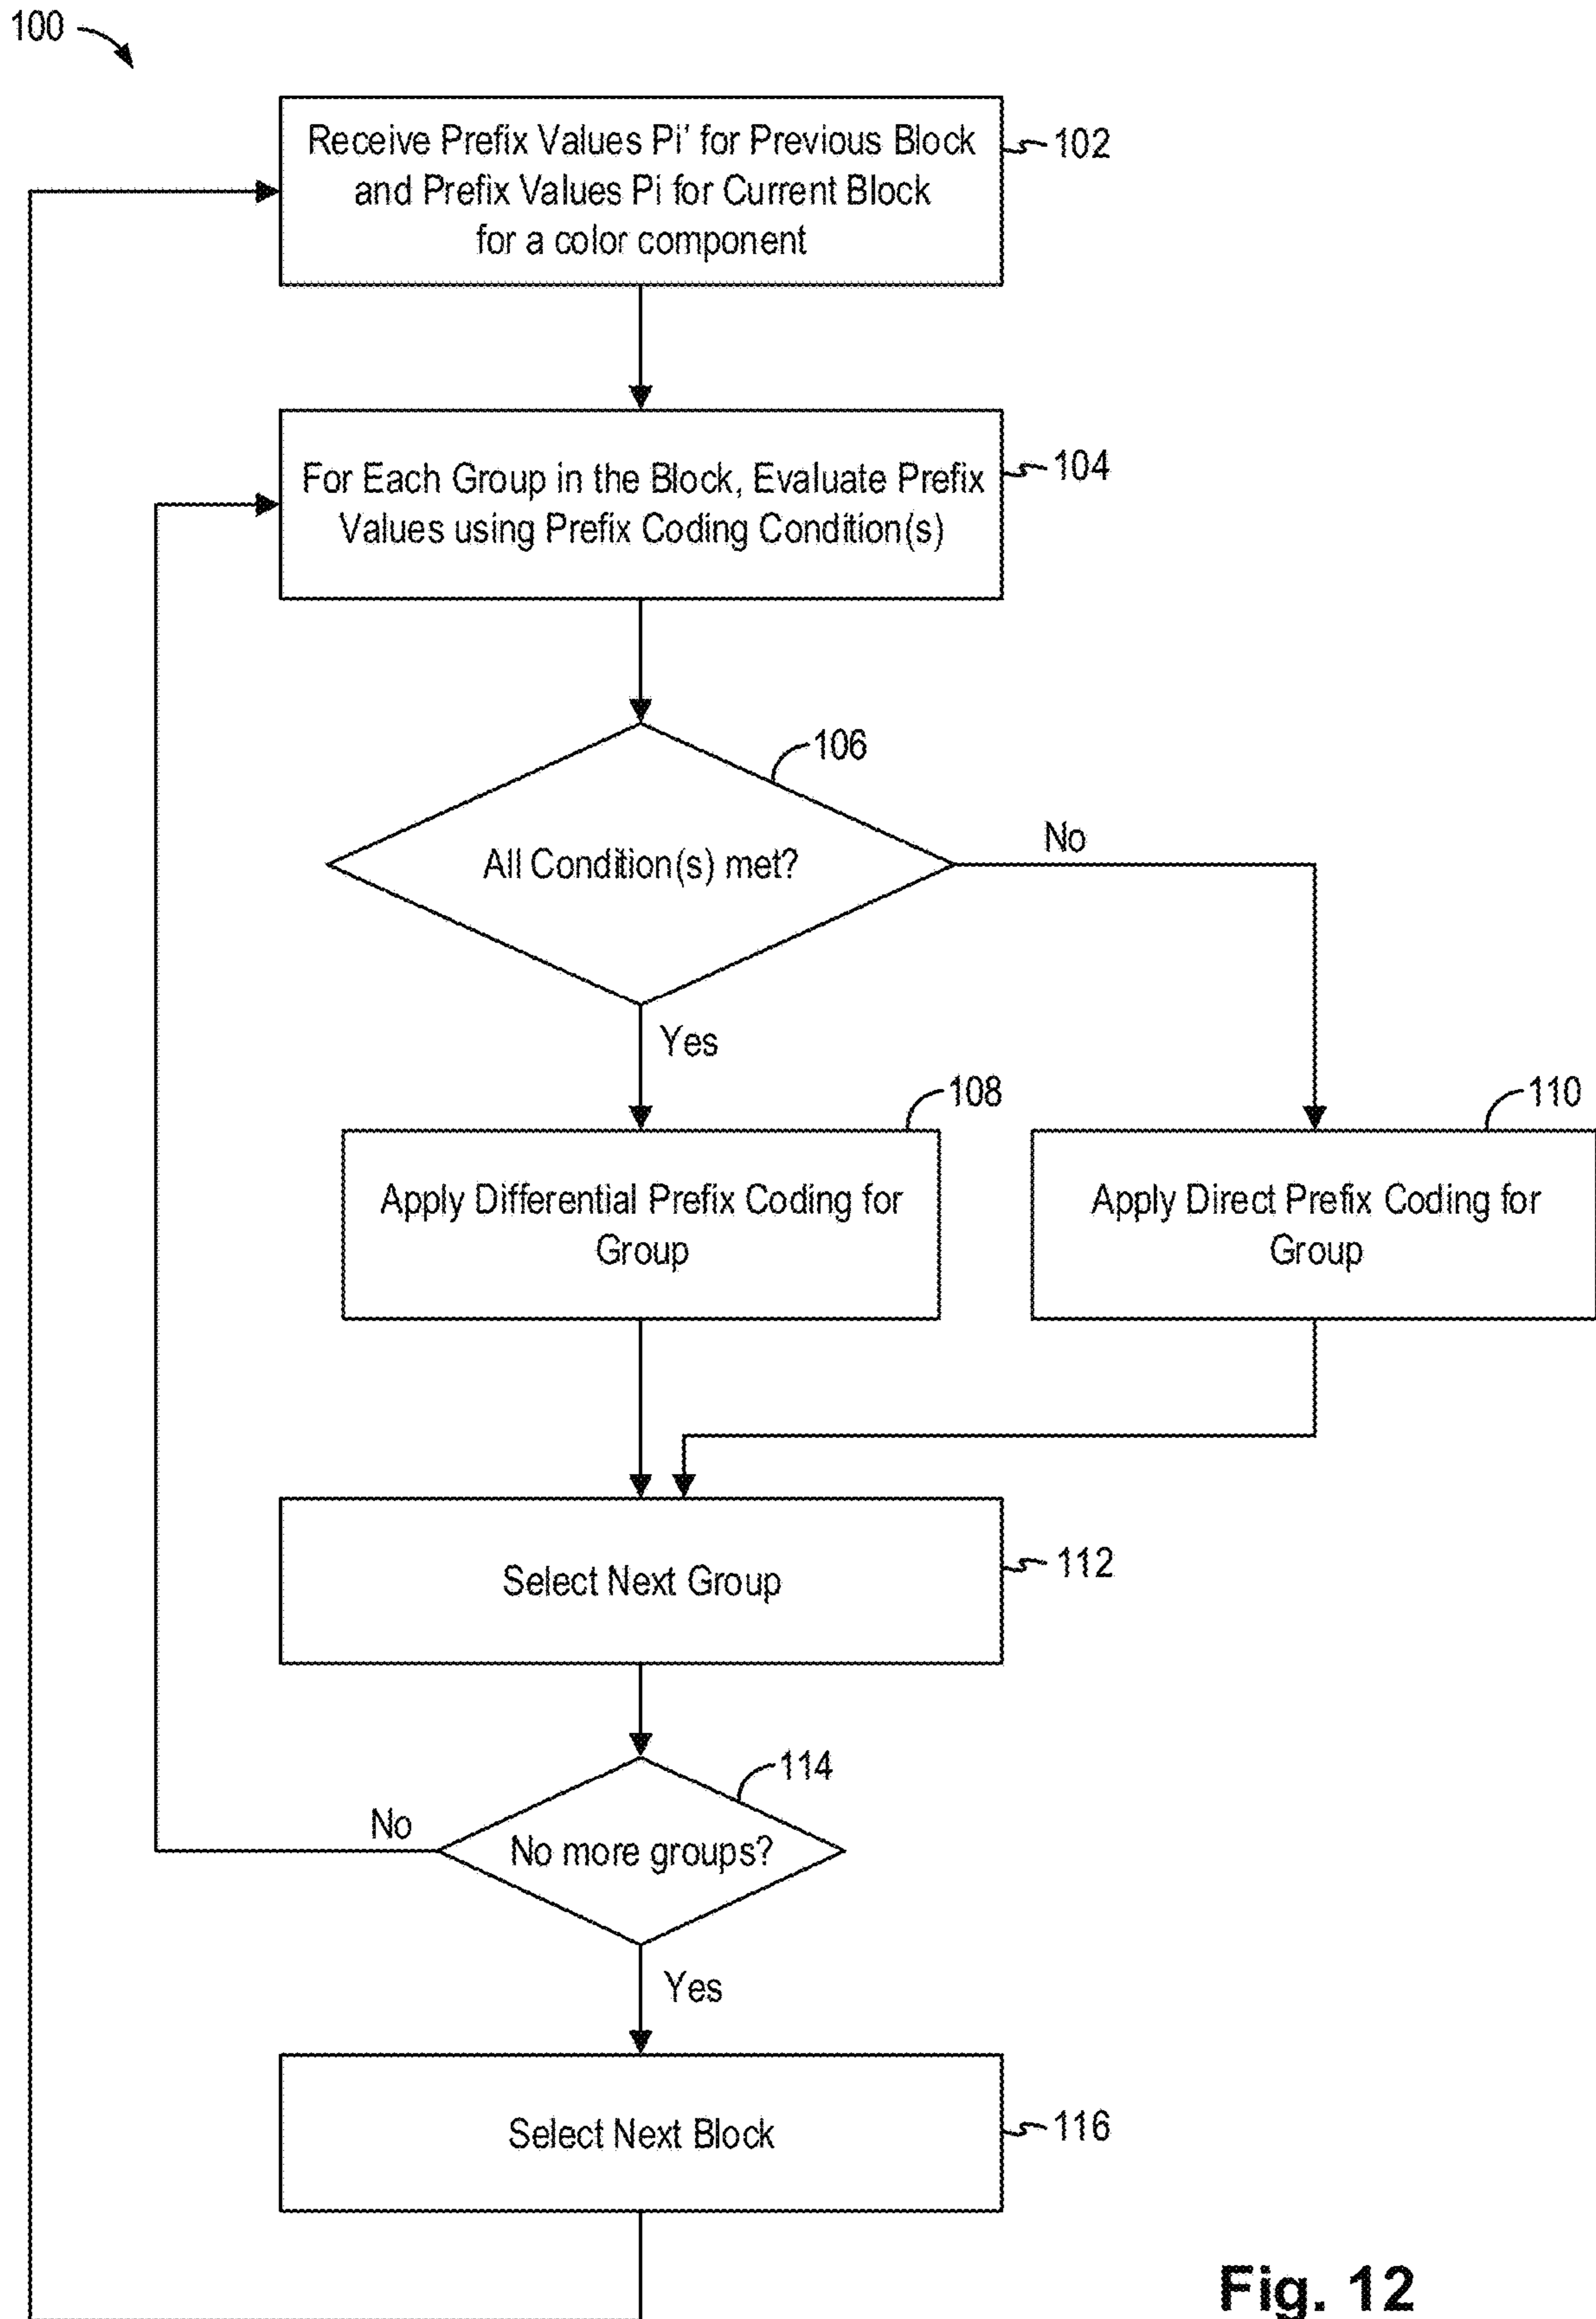 100
Receive Prefix Values Pi' for Previous Block
and Prefix Values Pi for Current Block
for a color component
102
For Each Group in the Block, Evaluate Prefix
Values using Prefix Coding Condition(s)
104
106
All Condition(s) met?
No
Yes
108
110
Apply Differential Prefix Coding for
Group
Apply Direct Prefix Coding for
Group
Select Next Group
112
114
No
No more groups?
Yes
Select Next Block
116
Fig. 12